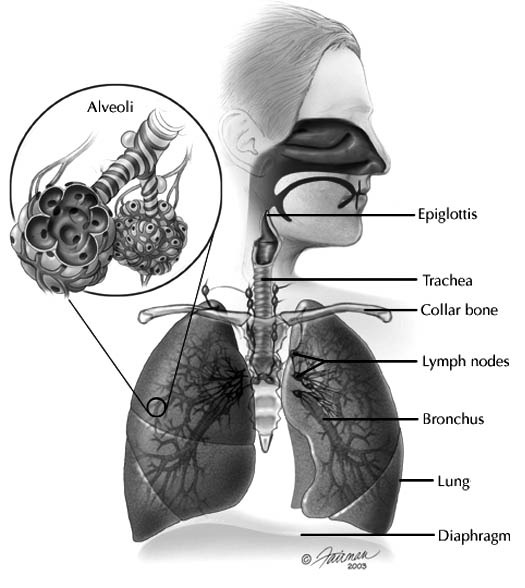 Alveoli
Epiglottis
Trachea
Collar bone
Lymph nodes
Bronchus
Lung
Diaphragm
© Fairman
2003